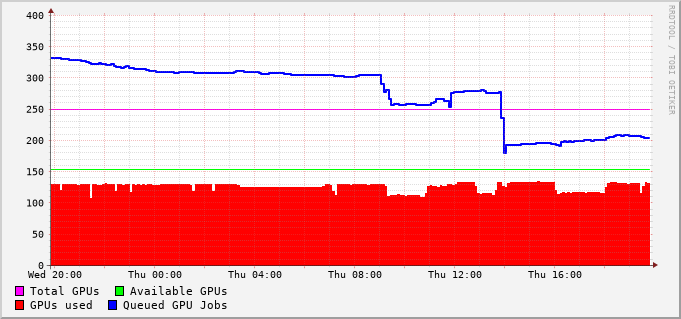 400
350
300
250
200
150
100
50
0
Wed 20:00 Thu 00:00 Thu 04:00 Thu 08:00 Thu 12:00 Thu 16:00
Total GPUs Available GPUs
GPUs used Queued GPU Jobs
RRDTOOL / TOBI OETIKER